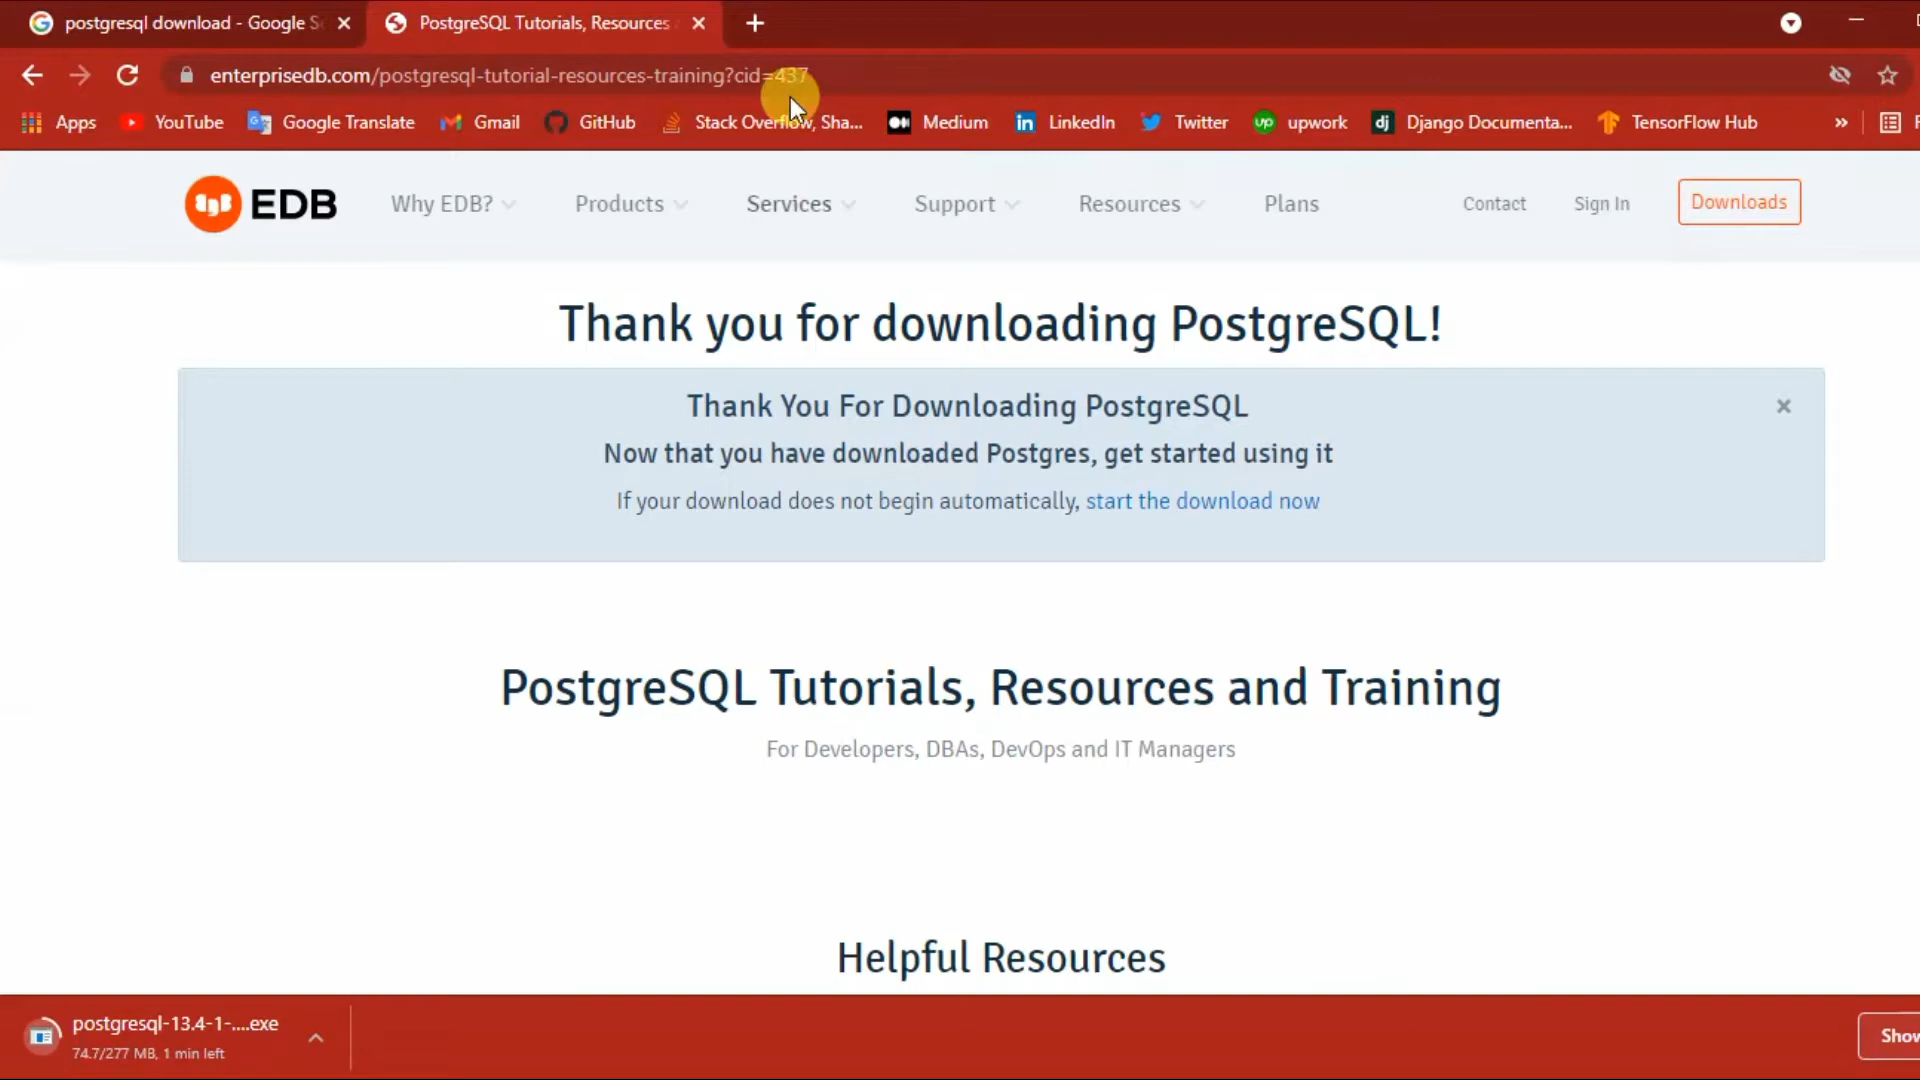 postgresql download - Google S
PostgreSQL Tutorials, Resources
enterprisedb.com/postgresql-tutorial-resources-training?cid=437
Apps YouTube Google Translate Gmail GitHub Stack Overflow, Sha... Medium LinkedIn Twitter upwork Django Documenta... TensorFlow Hub »
EDB Why EDB? Products Services Support Resources Plans Contact Sign In Downloads
Thank you for downloading PostgreSQL!
Thank You For Downloading PostgreSQL
Now that you have downloaded Postgres, get started using it
If your download does not begin automatically, start the download now
PostgreSQL Tutorials, Resources and Training
For Developers, DBAs, DevOps and IT Managers
Helpful Resources
postgresql-13.4-1-....exe
74.7/277 MB, 1 min left
Show